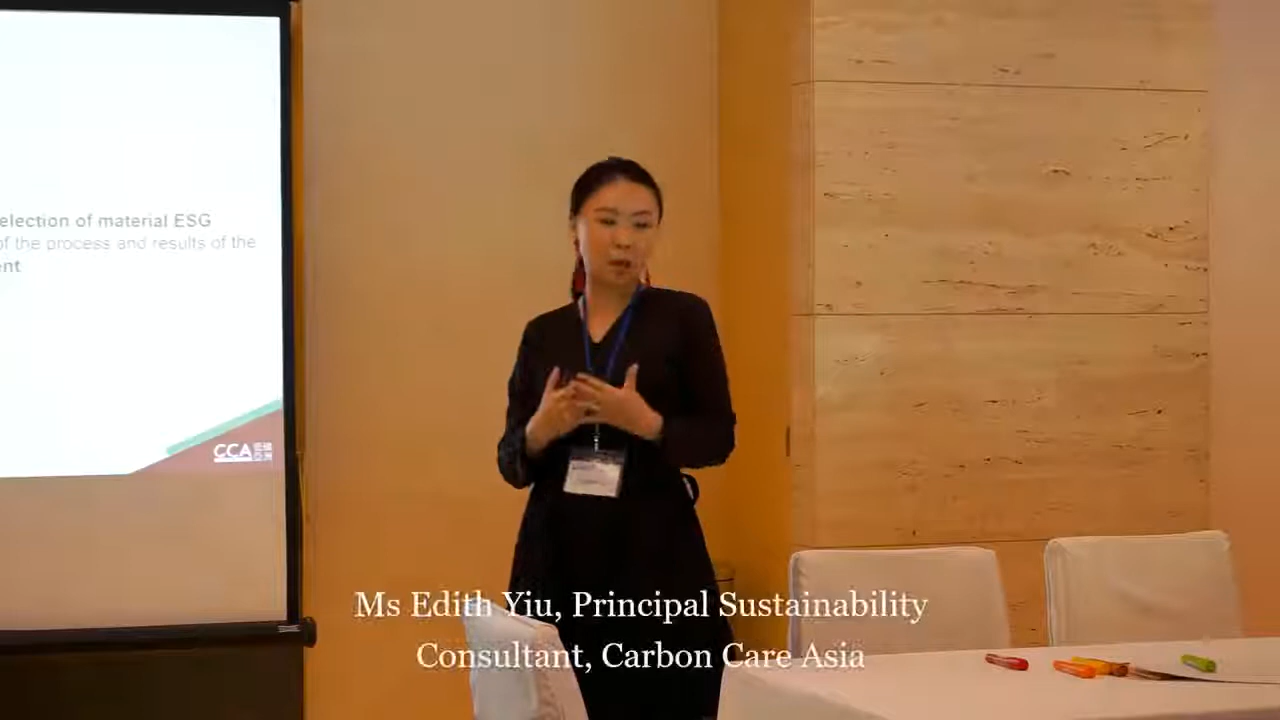 election of material ESG
of the process and results of the
ent
CCA
Ms Edith Yiu, Principal Sustainability
Consultant, Carbon Care Asia